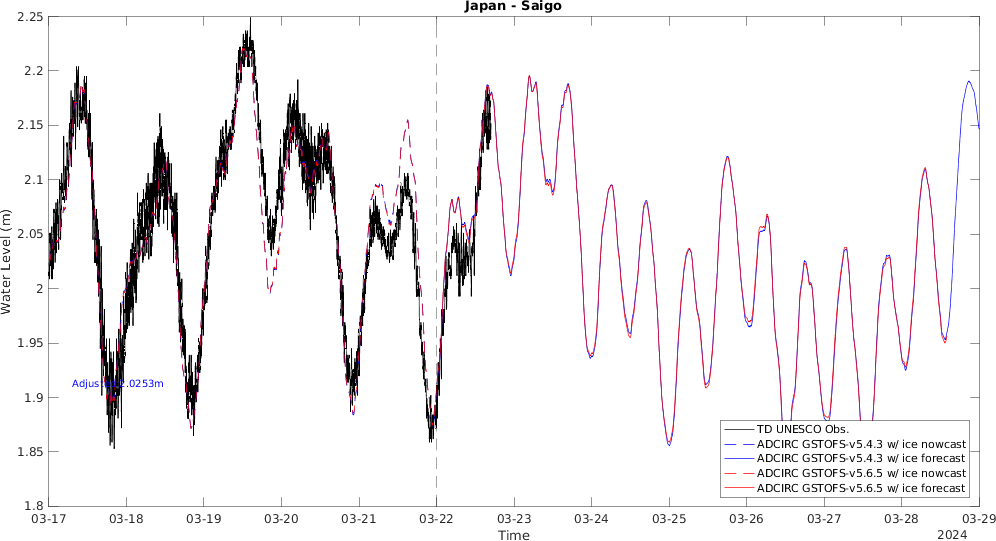 Japan - Saigo
2.25
2.2
2.15
2.1
2.05
2
1.95
1.9
1.85
1.8
Water Level (m)
2.0253m
TD UNESCO Obs.
ADCIRC GSTOFS-v5.4.3 w/ ice nowcast
ADCIRC GSTOFS-v5.4.3 w/ ice forecast
ADCIRC GSTOFS-v5.6.5 w/ ice nowcast
ADCIRC GSTOFS-v5.6.5 w/ ice forecast
03-17 03-18 03-19 03-20 03-21 03-22 03-23 03-24 03-25 03-26 03-27 03-28 03-29
Time
2024